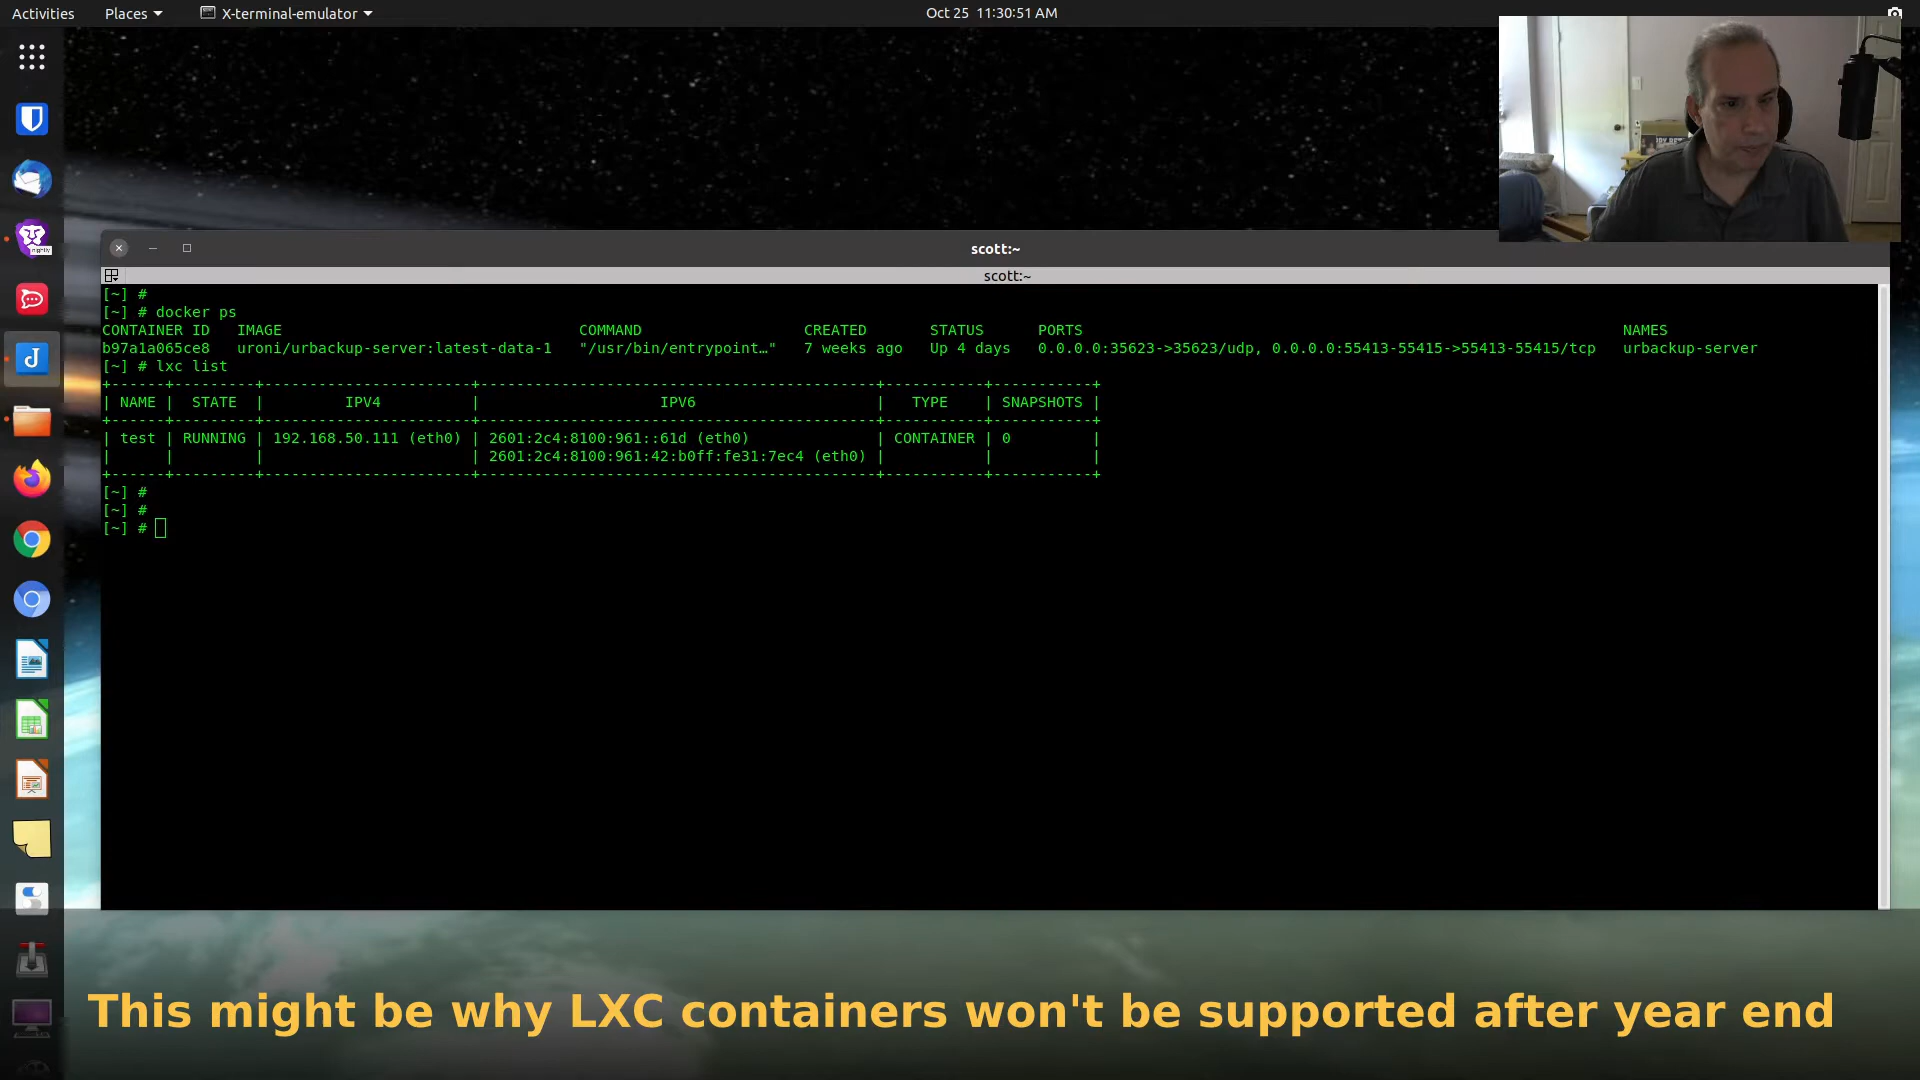 Activities Places X-terminal-emulator Oct 25 11:30:51 AM
scott:~
scott:~
[~] #
[~] # docker ps
CONTAINER ID IMAGE COMMAND CREATED STATUS PORTS NAMES
b97a1a065ce8 uroni/urbackup-server:latest-data-1 "/usr/bin/entrypoint…" 7 weeks ago Up 4 days 0.0.0.0:35623->35623/udp, 0.0.0.0:55413-55415->55413-55415/tcp urbackup-server
[~] # lxc list
+------+---------+-----------------------+--------------------------------------------+-----------+-----------+
| NAME | STATE | IPV4 | IPV6 | TYPE | SNAPSHOTS |
+------+---------+-----------------------+--------------------------------------------+-----------+-----------+
| test | RUNNING | 192.168.50.111 (eth0) | 2601:2c4:8100:961::61d (eth0) | CONTAINER | 0 |
| | | | 2601:2c4:8100:961:42:b0ff:fe31:7ec4 (eth0) | | |
+------+---------+-----------------------+--------------------------------------------+-----------+-----------+
[~] #
[~] #
[~] #
This might be why LXC containers won't be supported after year end